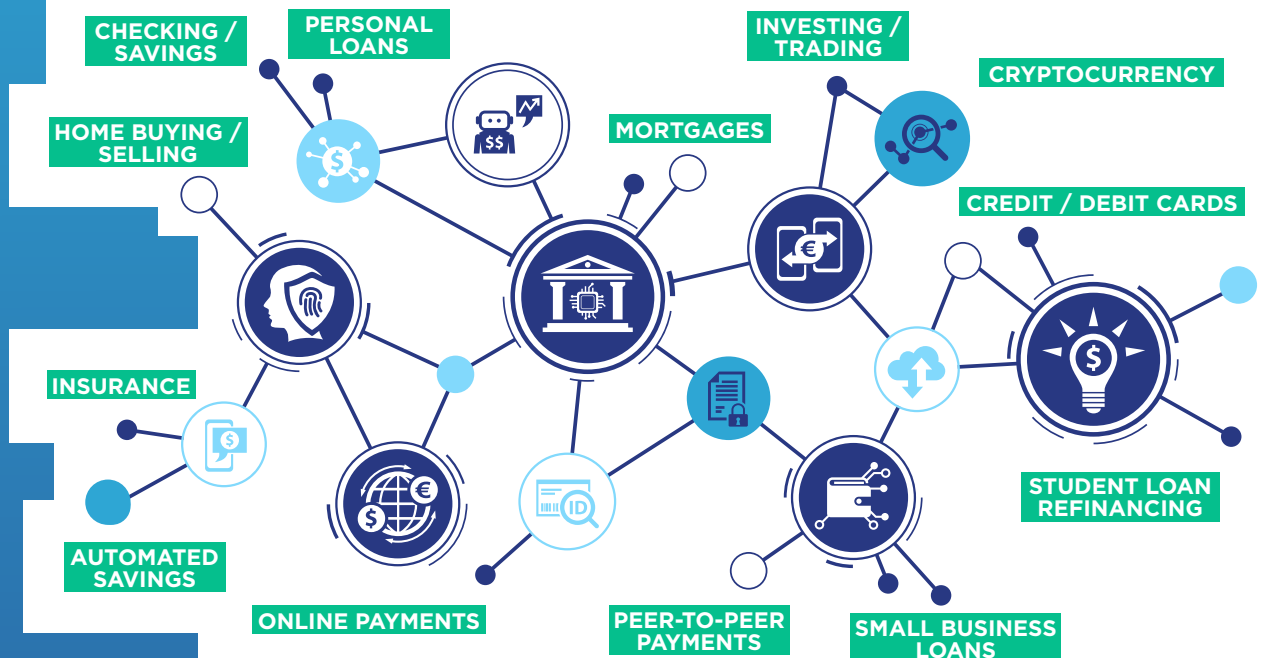 CHECKING /
SAVINGS
PERSONAL
LOANS
INVESTING /
TRADING
CRYPTOCURRENCY
HOME BUYING /
SELLING
MORTGAGES
$$
$
€
CREDIT / DEBIT CARDS
INSURANCE
$
$
STUDENT LOAN
REFINANCING
€
$
ID
AUTOMATED
SAVINGS
ONLINE PAYMENTS
PEER-TO-PEER
PAYMENTS
SMALL BUSINESS
LOANS